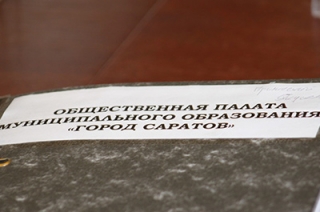 ОБЩЕСТВЕННАЯ ПАЛАТА
МУНИЦИПАЛЬНОГО ОБРАЗОВАНИЯ
«ГОРОД САРАТОВ»